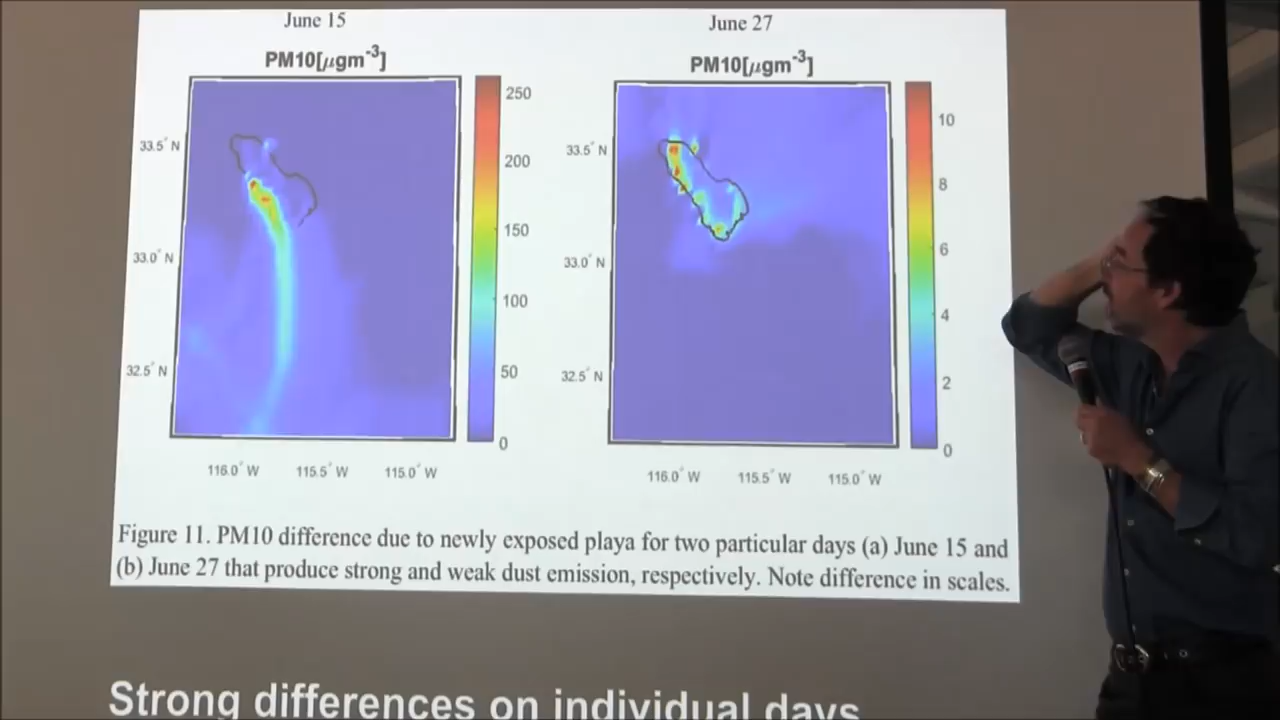 June 15
June 27
PM10[μgm⁻³]
PM10[μgm⁻³]
33.5° N
33.0° N
32.5° N
250
200
150
100
50
0
116.0° W 115.5° W 115.0° W
33.5° N
33.0° N
32.5° N
10
8
6
4
2
0
116.0° W 115.5° W 115.0° W
Figure 11. PM10 difference due to newly exposed playa for two particular days (a) June 15 and
(b) June 27 that produce strong and weak dust emission, respectively. Note difference in scales.
Strong differences on individual days